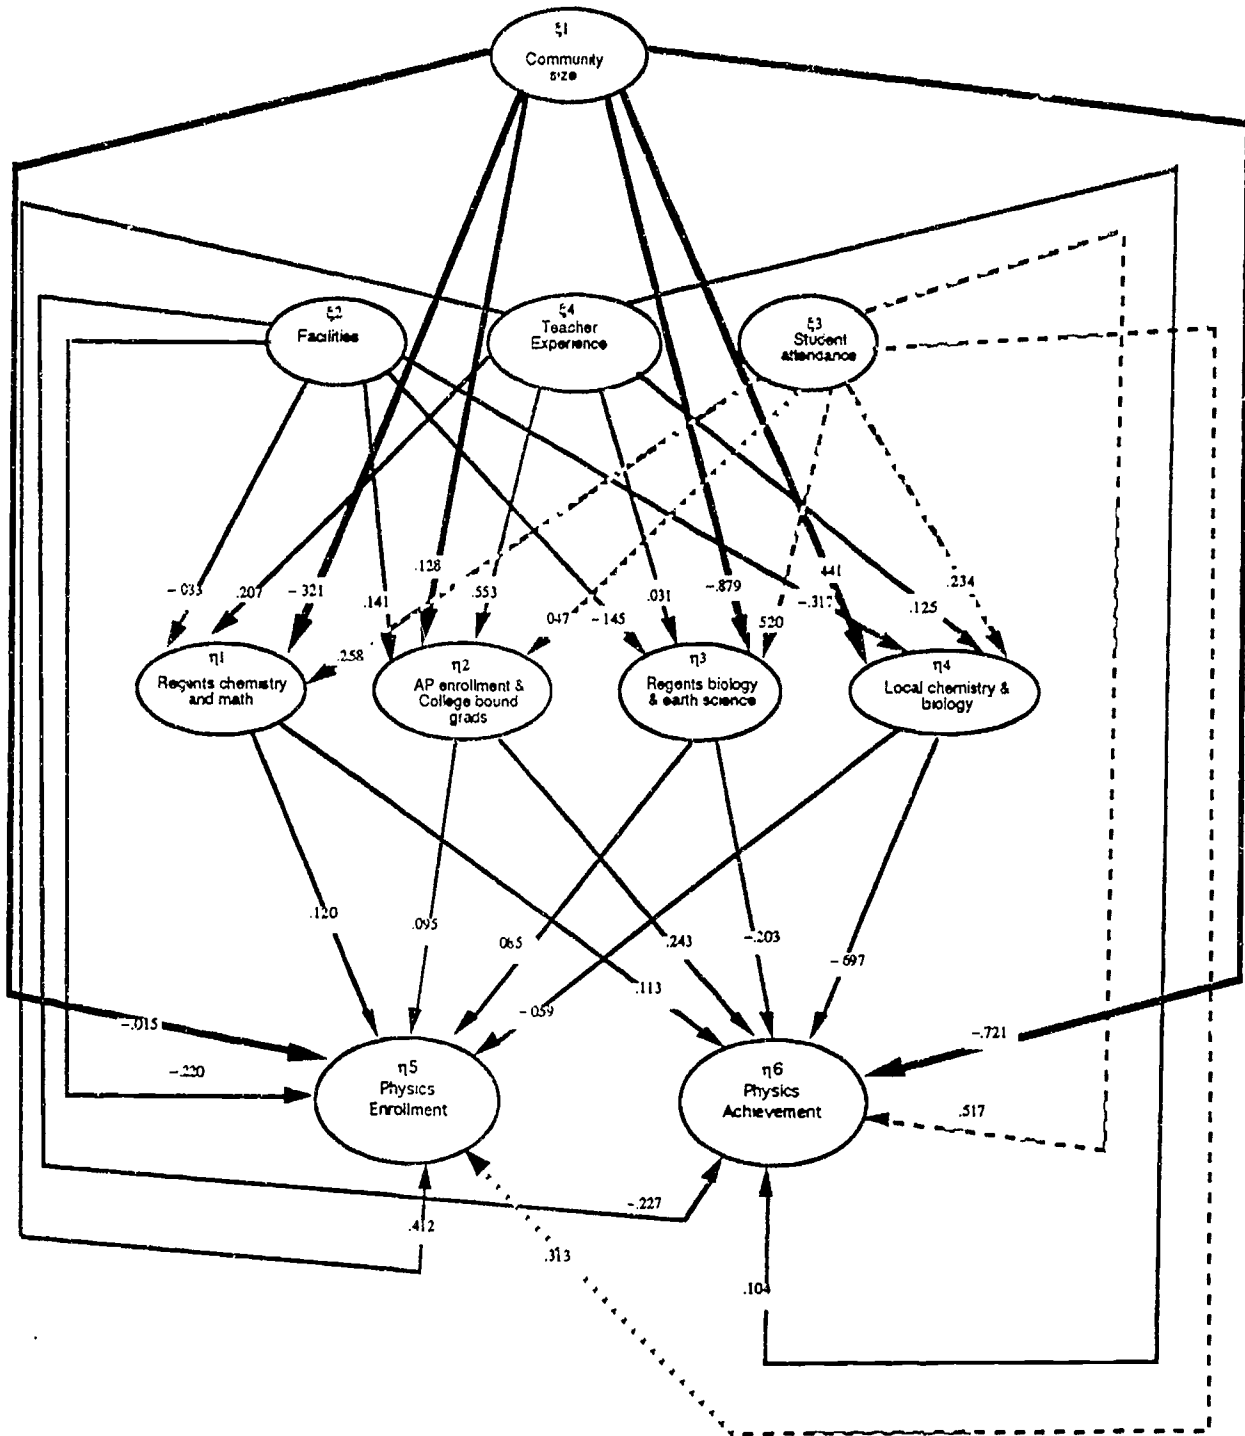 ξ1
Community
size
ξ2
Facilities
ξ4
Teacher
Experience
ξ3
Student
attendance
-.033
.207
-.321
.141
.128
.553
.047
-.145
.031
-.879
.520
-.317
.441
.125
.234
.258
η1
Regents chemistry
and math
η2
AP enrollment &
College bound
grads
η3
Regents biology
& earth science
η4
Local chemistry &
biology
.120
.095
.065
-.059
.113
.243
-.203
-.697
-.015
-.721
-.220
η5
Physics
Enrollment
η6
Physics
Achievement
.517
-.227
.412
.313
.104